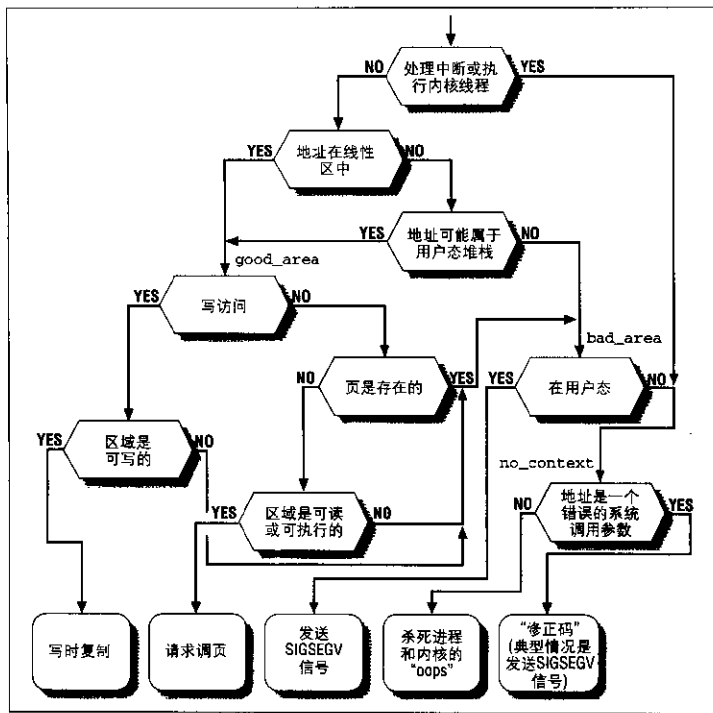 处理中断或执
行内核线程
NO
YES
地址在线性
区中
YES
NO
地址可能属于
用户态堆栈
YES
NO
good_area
写访问
YES
NO
bad_area
页是存在的
NO
YES
在用户态
YES
NO
区域是
可写的
YES
NO
no_context
区域是可读
或可执行的
YES
NO
地址是一个
错误的系统
调用参数
NO
YES
写时复制
请求调页
发送
SIGSEGV
信号
杀死进程
和内核的
“oops”
“修正码”
(典型情况是
发送SIGSEGV
信号)